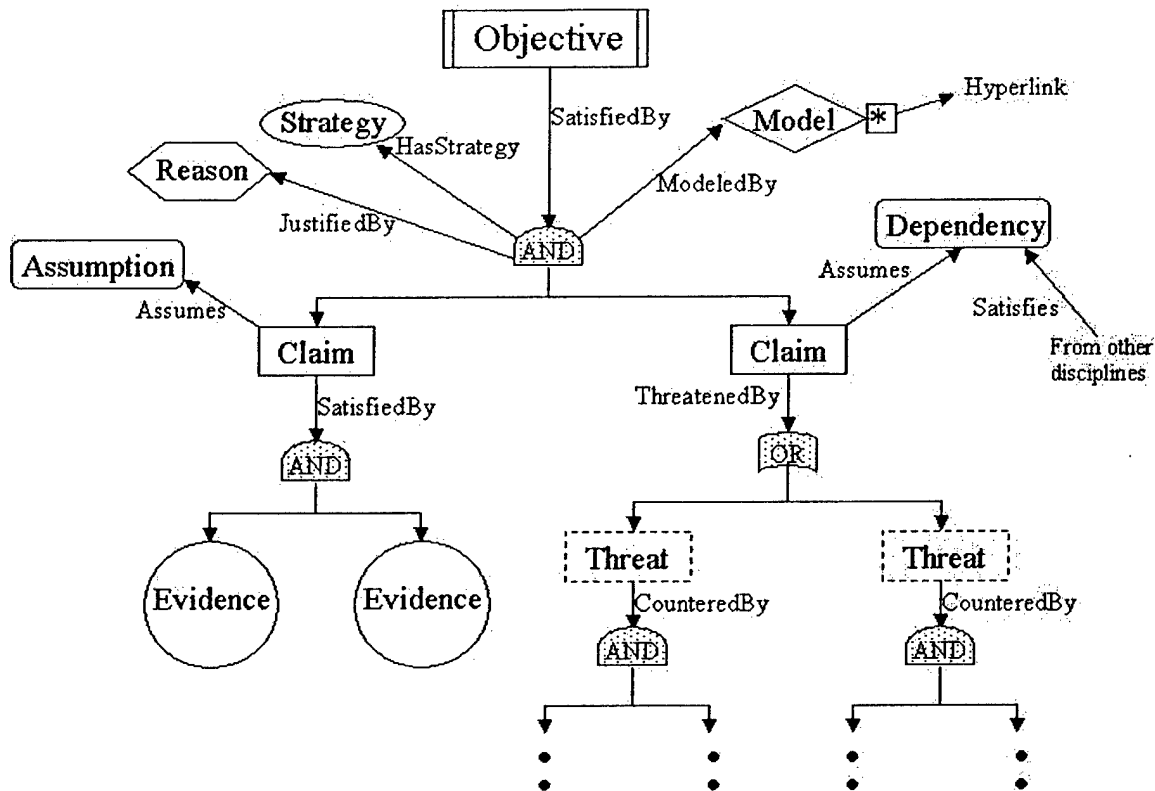 Objective
SatisfiedBy
Hyperlink
Strategy
Model
*
HasStrategy
Reason
ModeledBy
JustifiedBy
Dependency
AND
Assumption
Assumes
Assumes
Satisfies
Claim
Claim
From other
disciplines
ThreatenedBy
SatisfiedBy
AND
OR
Threat
Threat
Evidence
Evidence
CounteredBy
CounteredBy
AND
AND